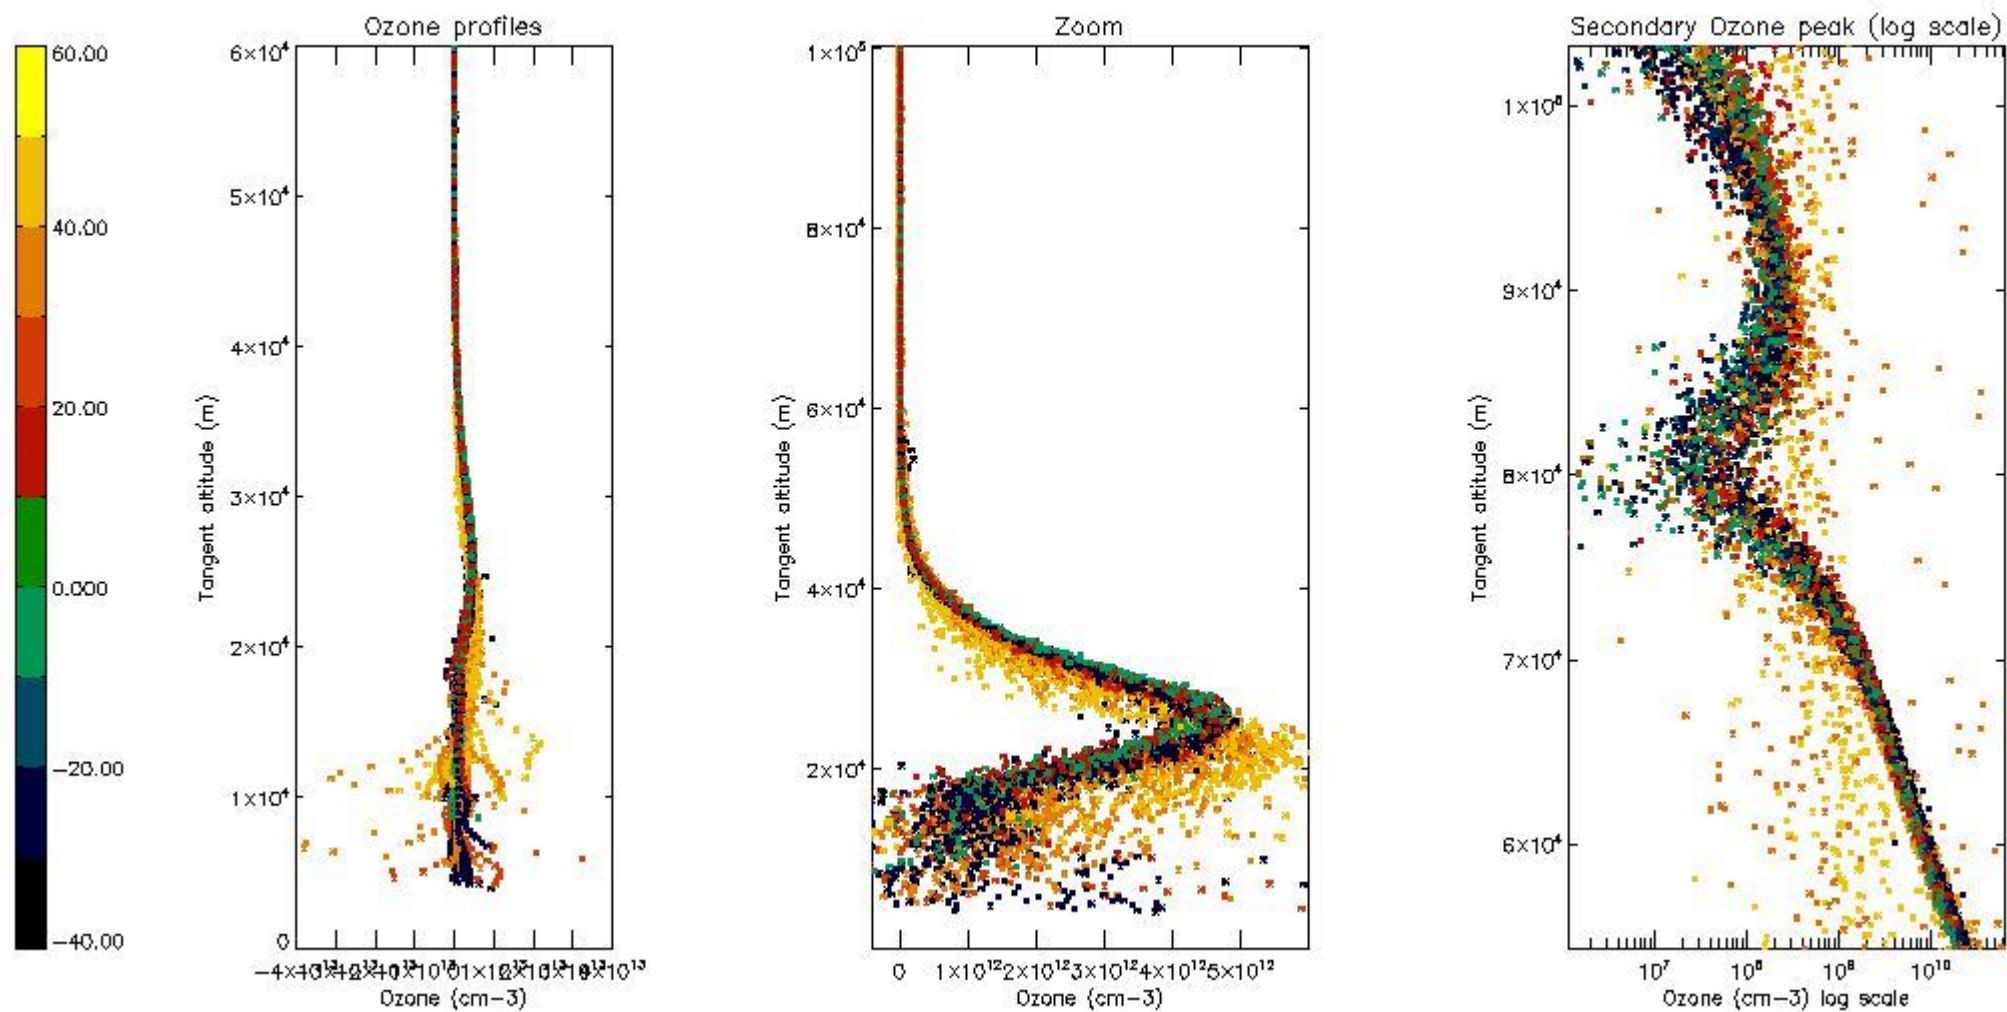 Ozone profiles
Zoom
Secondary Ozone peak (log scale)
60.00
40.00
20.00
0.000
−20.00
−40.00
6×10⁴
5×10⁴
4×10⁴
3×10⁴
2×10⁴
1×10⁴
0
Tangent altitude (m)
Ozone (cm−3)
1×10⁵
8×10⁴
6×10⁴
4×10⁴
2×10⁴
Tangent altitude (m)
0 1×10¹² 2×10¹² 3×10¹² 4×10¹² 5×10¹²
Ozone (cm−3)
9×10⁴
8×10⁴
7×10⁴
6×10⁴
Tangent altitude (m)
10⁷ 10⁸ 10⁹ 10¹⁰
Ozone (cm−3) log scale